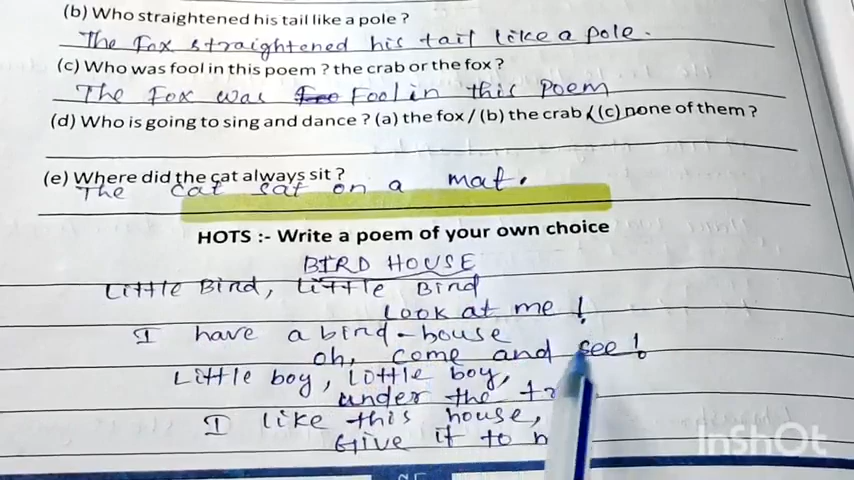 (b) Who straightened his tail like a pole ?
The Fox straightened his tail like a pole.
(c) Who was fool in this poem ? the crab or the fox ?
The Fox was Fool in this Poem
(d) Who is going to sing and dance ? (a) the fox / (b) the crab / (c) none of them ?
(e) Where did the cat always sit ?
The cat sat on a mat.
HOTS :- Write a poem of your own choice
BIRD HOUSE
Little Bird, Little Bird
Look at me !
I have a bird-house
oh, come and see !
Little boy, little boy,
under the
I like this house,
Give it to
InShOt